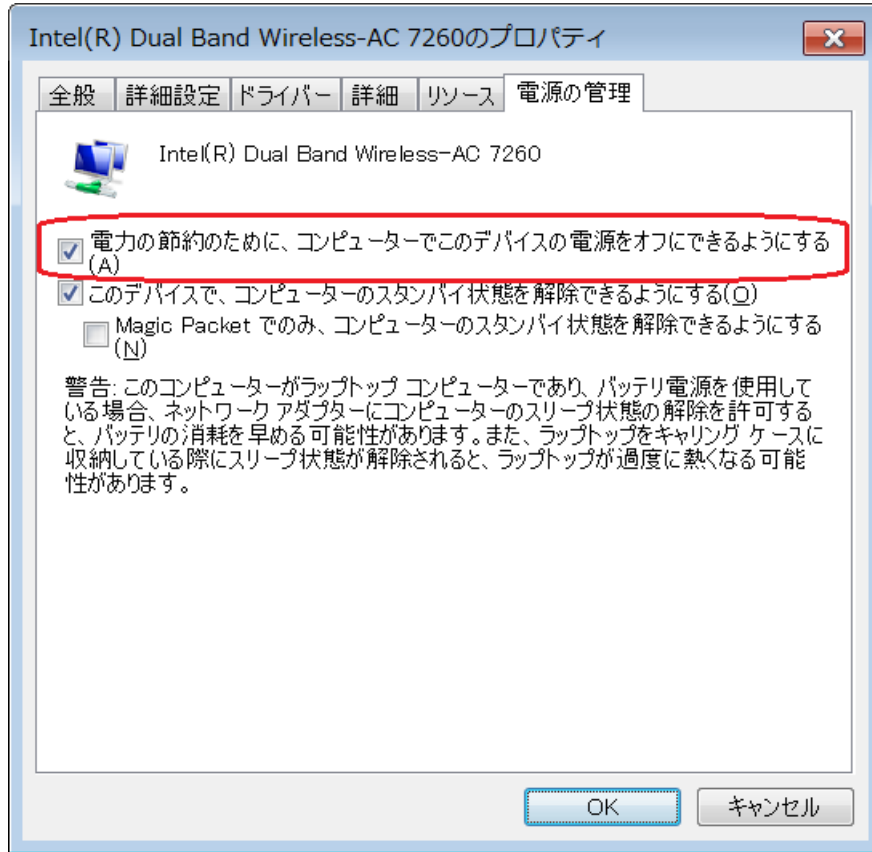 Intel(R) Dual Band Wireless-AC 7260のプロパティ
全般 詳細設定 ドライバー 詳細 リソース 電源の管理
Intel(R) Dual Band Wireless-AC 7260
電力の節約のために、コンピューターでこのデバイスの電源をオフにできるようにする
(A)
このデバイスで、コンピューターのスタンバイ状態を解除できるようにする(O)
Magic Packet でのみ、コンピューターのスタンバイ状態を解除できるようにする
(N)
警告: このコンピューターがラップトップ コンピューターであり、バッテリ電源を使用して
いる場合、ネットワーク アダプターにコンピューターのスリープ状態の解除を許可する
と、バッテリの消耗を早める可能性があります。また、ラップトップをキャリング ケースに
収納している際にスリープ状態が解除されると、ラップトップが過度に熱くなる可能
性があります。
OK キャンセル